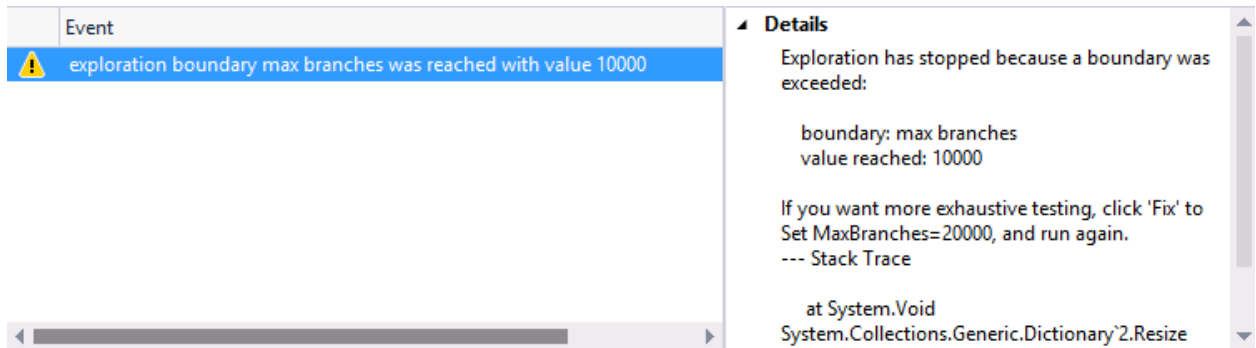 Event
exploration boundary max branches was reached with value 10000
Details
Exploration has stopped because a boundary was
exceeded:
boundary: max branches
value reached: 10000
If you want more exhaustive testing, click 'Fix' to
Set MaxBranches=20000, and run again.
--- Stack Trace
at System.Void
System.Collections.Generic.Dictionary`2.Resize